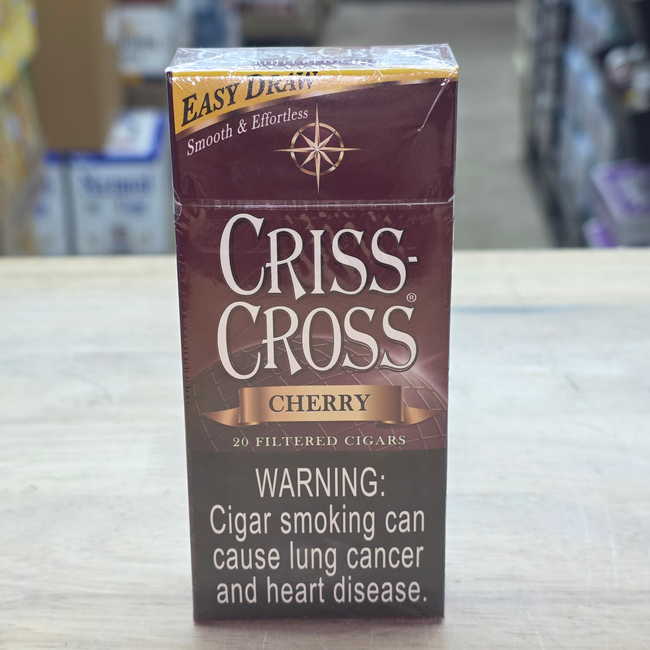 EASY DRAW
Smooth & Effortless
CRISS-
CROSS®
CHERRY
20 FILTERED CIGARS
WARNING:
Cigar smoking can
cause lung cancer
and heart disease.